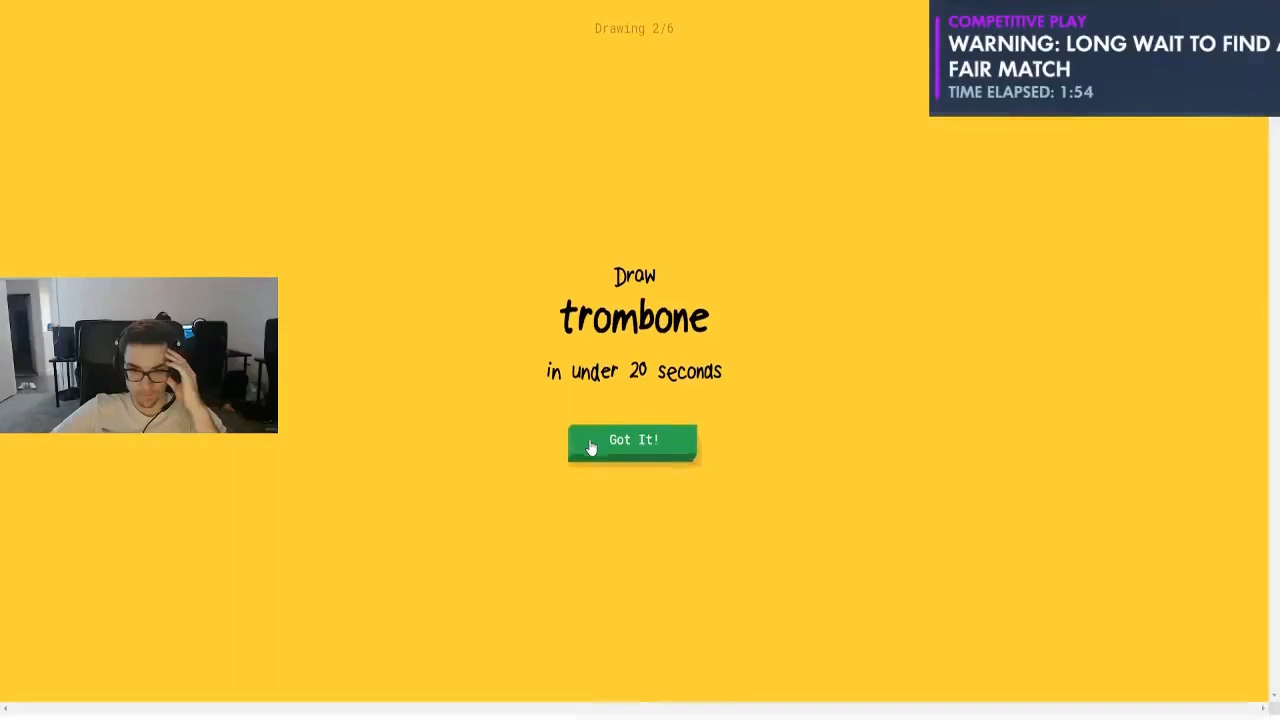 Drawing 2/6
COMPETITIVE PLAY
WARNING: LONG WAIT TO FIND
FAIR MATCH
TIME ELAPSED: 1:54
Draw
trombone
in under 20 seconds
Got It!